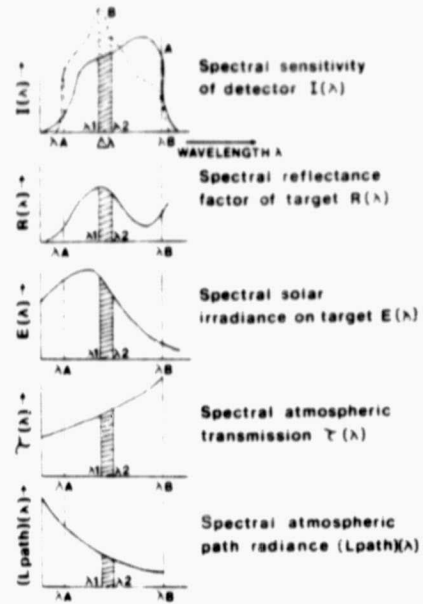 B
A
I(λ) →
λA
λ1
λ2
Δλ
λB
WAVELENGTH λ
Spectral sensitivity
of detector I(λ)
R(λ) →
λA
λ1
λ2
λB
Spectral reflectance
factor of target R(λ)
E(λ) →
λA
λ1
λ2
λB
Spectral solar
irradiance on target E(λ)
τ(λ) →
λA
λ1
λ2
λB
Spectral atmospheric
transmission τ(λ)
(Lpath)(λ) →
λA
λ1
λ2
λB
Spectral atmospheric
path radiance (Lpath)(λ)